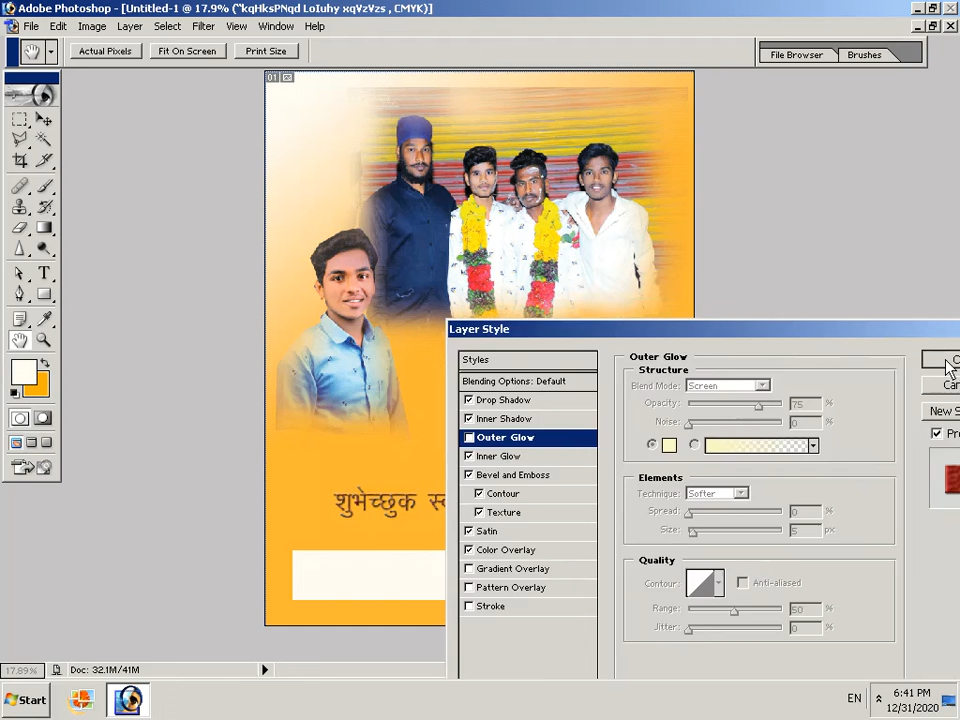 Adobe Photoshop - [Untitled-1 @ 17.9% (“kqHksPNqd LoIuhy xqVzVzs , CMYK)]
File Edit Image Layer Select Filter View Window Help
Actual Pixels Fit On Screen Print Size File Browser Brushes
01
Layer Style
Styles
Blending Options: Default
Drop Shadow
Inner Shadow
Outer Glow
Inner Glow
Bevel and Emboss
Contour
Texture
Satin
Color Overlay
Gradient Overlay
Pattern Overlay
Stroke
Outer Glow
Structure
Blend Mode: Screen
Opacity: 75 %
Noise: 0 %
Elements
Technique: Softer
Spread: 0 %
Size: 5 px
Quality
Contour: Anti-aliased
Range: 50 %
Jitter: 0 %
New S
शुभेच्छुक
17.89% Doc: 32.1M/41M
Start EN 6:41 PM
12/31/2020